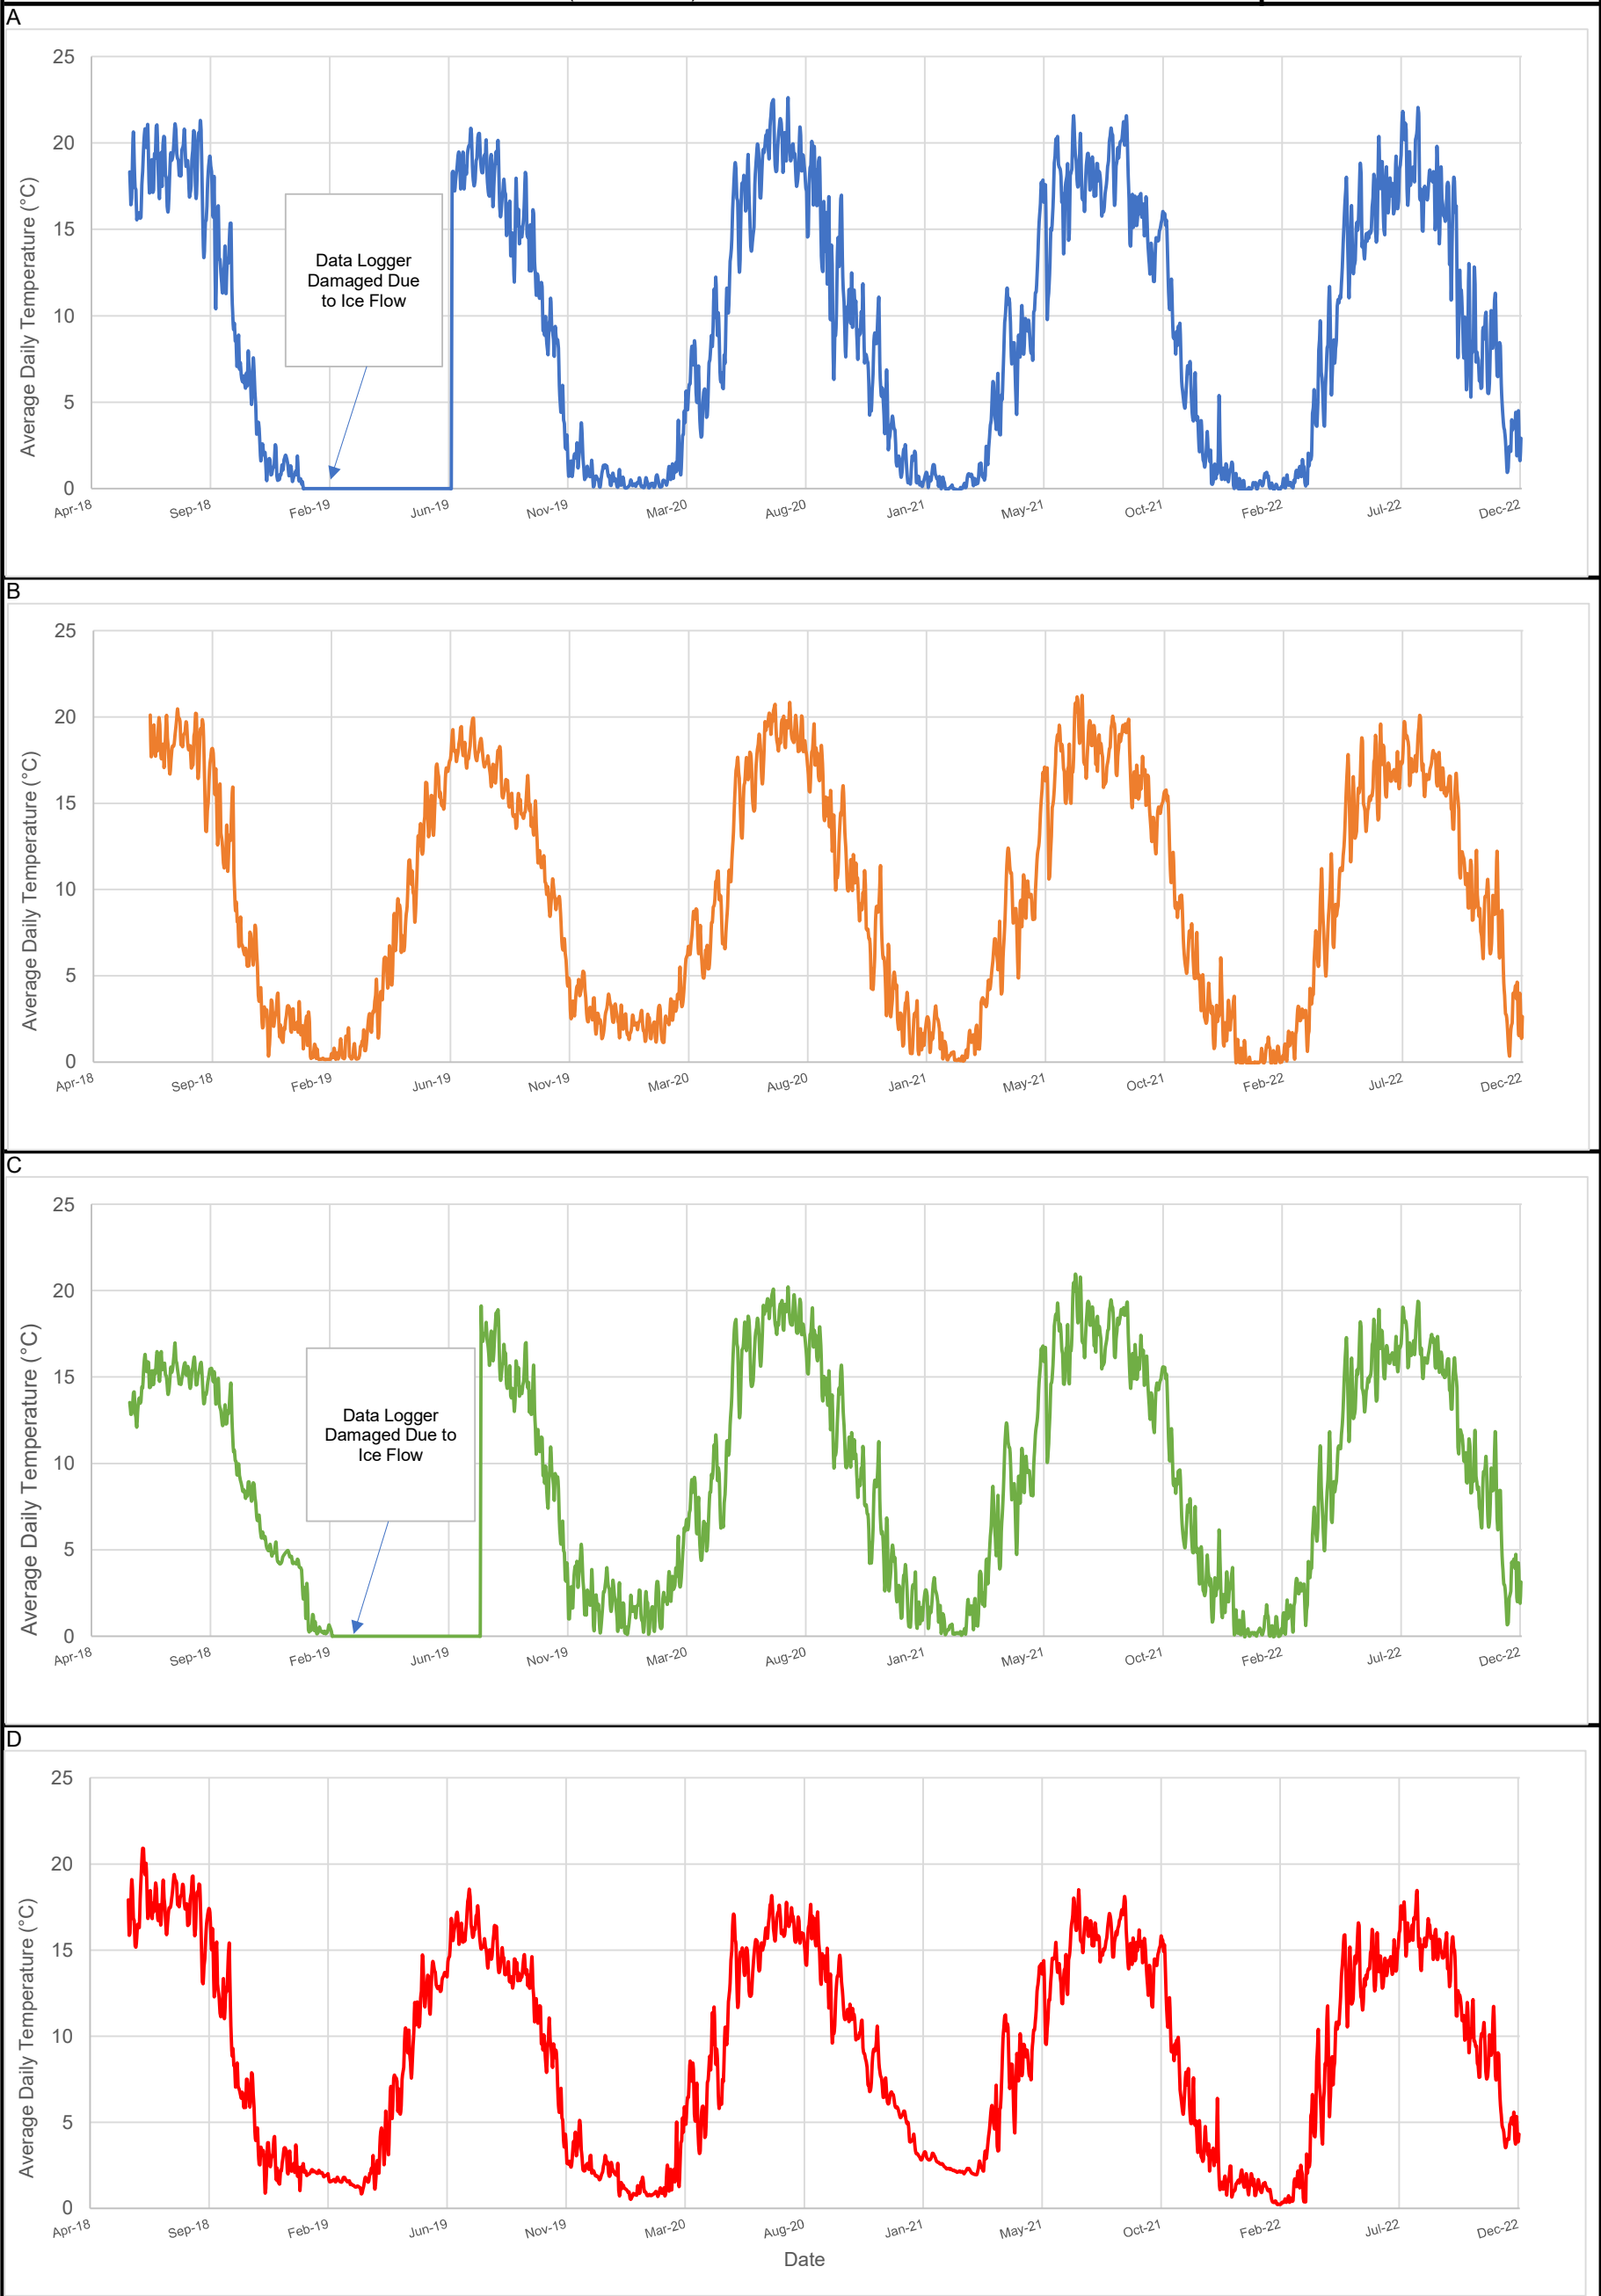 A
25
20
15
10
5
0
Average Daily Temperature (°C)
Data Logger
Damaged Due
to Ice Flow
Apr-18 Sep-18 Feb-19 Jun-19 Nov-19 Mar-20 Aug-20 Jan-21 May-21 Oct-21 Feb-22 Jul-22 Dec-22
B
25
20
15
10
5
0
Average Daily Temperature (°C)
Apr-18 Sep-18 Feb-19 Jun-19 Nov-19 Mar-20 Aug-20 Jan-21 May-21 Oct-21 Feb-22 Jul-22 Dec-22
C
25
20
15
10
5
0
Average Daily Temperature (°C)
Data Logger
Damaged Due to
Ice Flow
Apr-18 Sep-18 Feb-19 Jun-19 Nov-19 Mar-20 Aug-20 Jan-21 May-21 Oct-21 Feb-22 Jul-22 Dec-22
D
25
20
15
10
5
0
Average Daily Temperature (°C)
Apr-18 Sep-18 Feb-19 Jun-19 Nov-19 Mar-20 Aug-20 Jan-21 May-21 Oct-21 Feb-22 Jul-22 Dec-22
Date